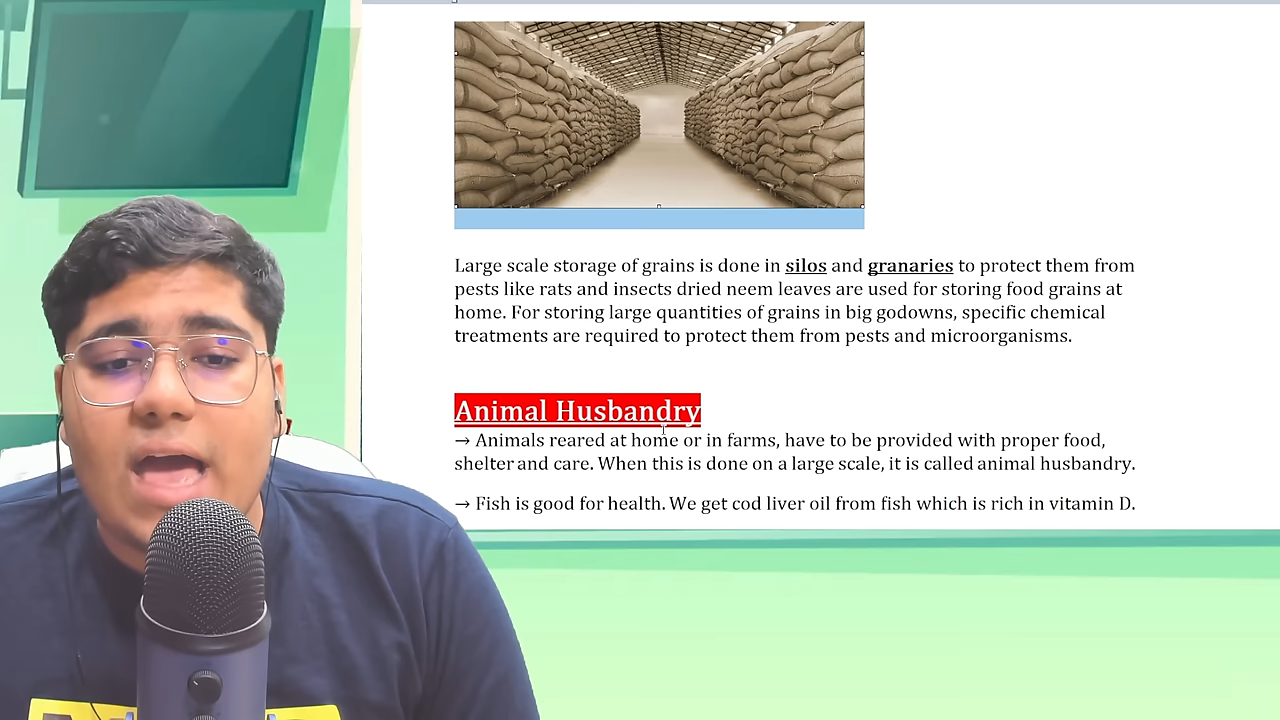 Large scale storage of grains is done in silos and granaries to protect them from
pests like rats and insects dried neem leaves are used for storing food grains at
home. For storing large quantities of grains in big godowns, specific chemical
treatments are required to protect them from pests and microorganisms.
Animal Husbandry
→ Animals reared at home or in farms, have to be provided with proper food,
shelter and care. When this is done on a large scale, it is called animal husbandry.
→ Fish is good for health. We get cod liver oil from fish which is rich in vitamin D.